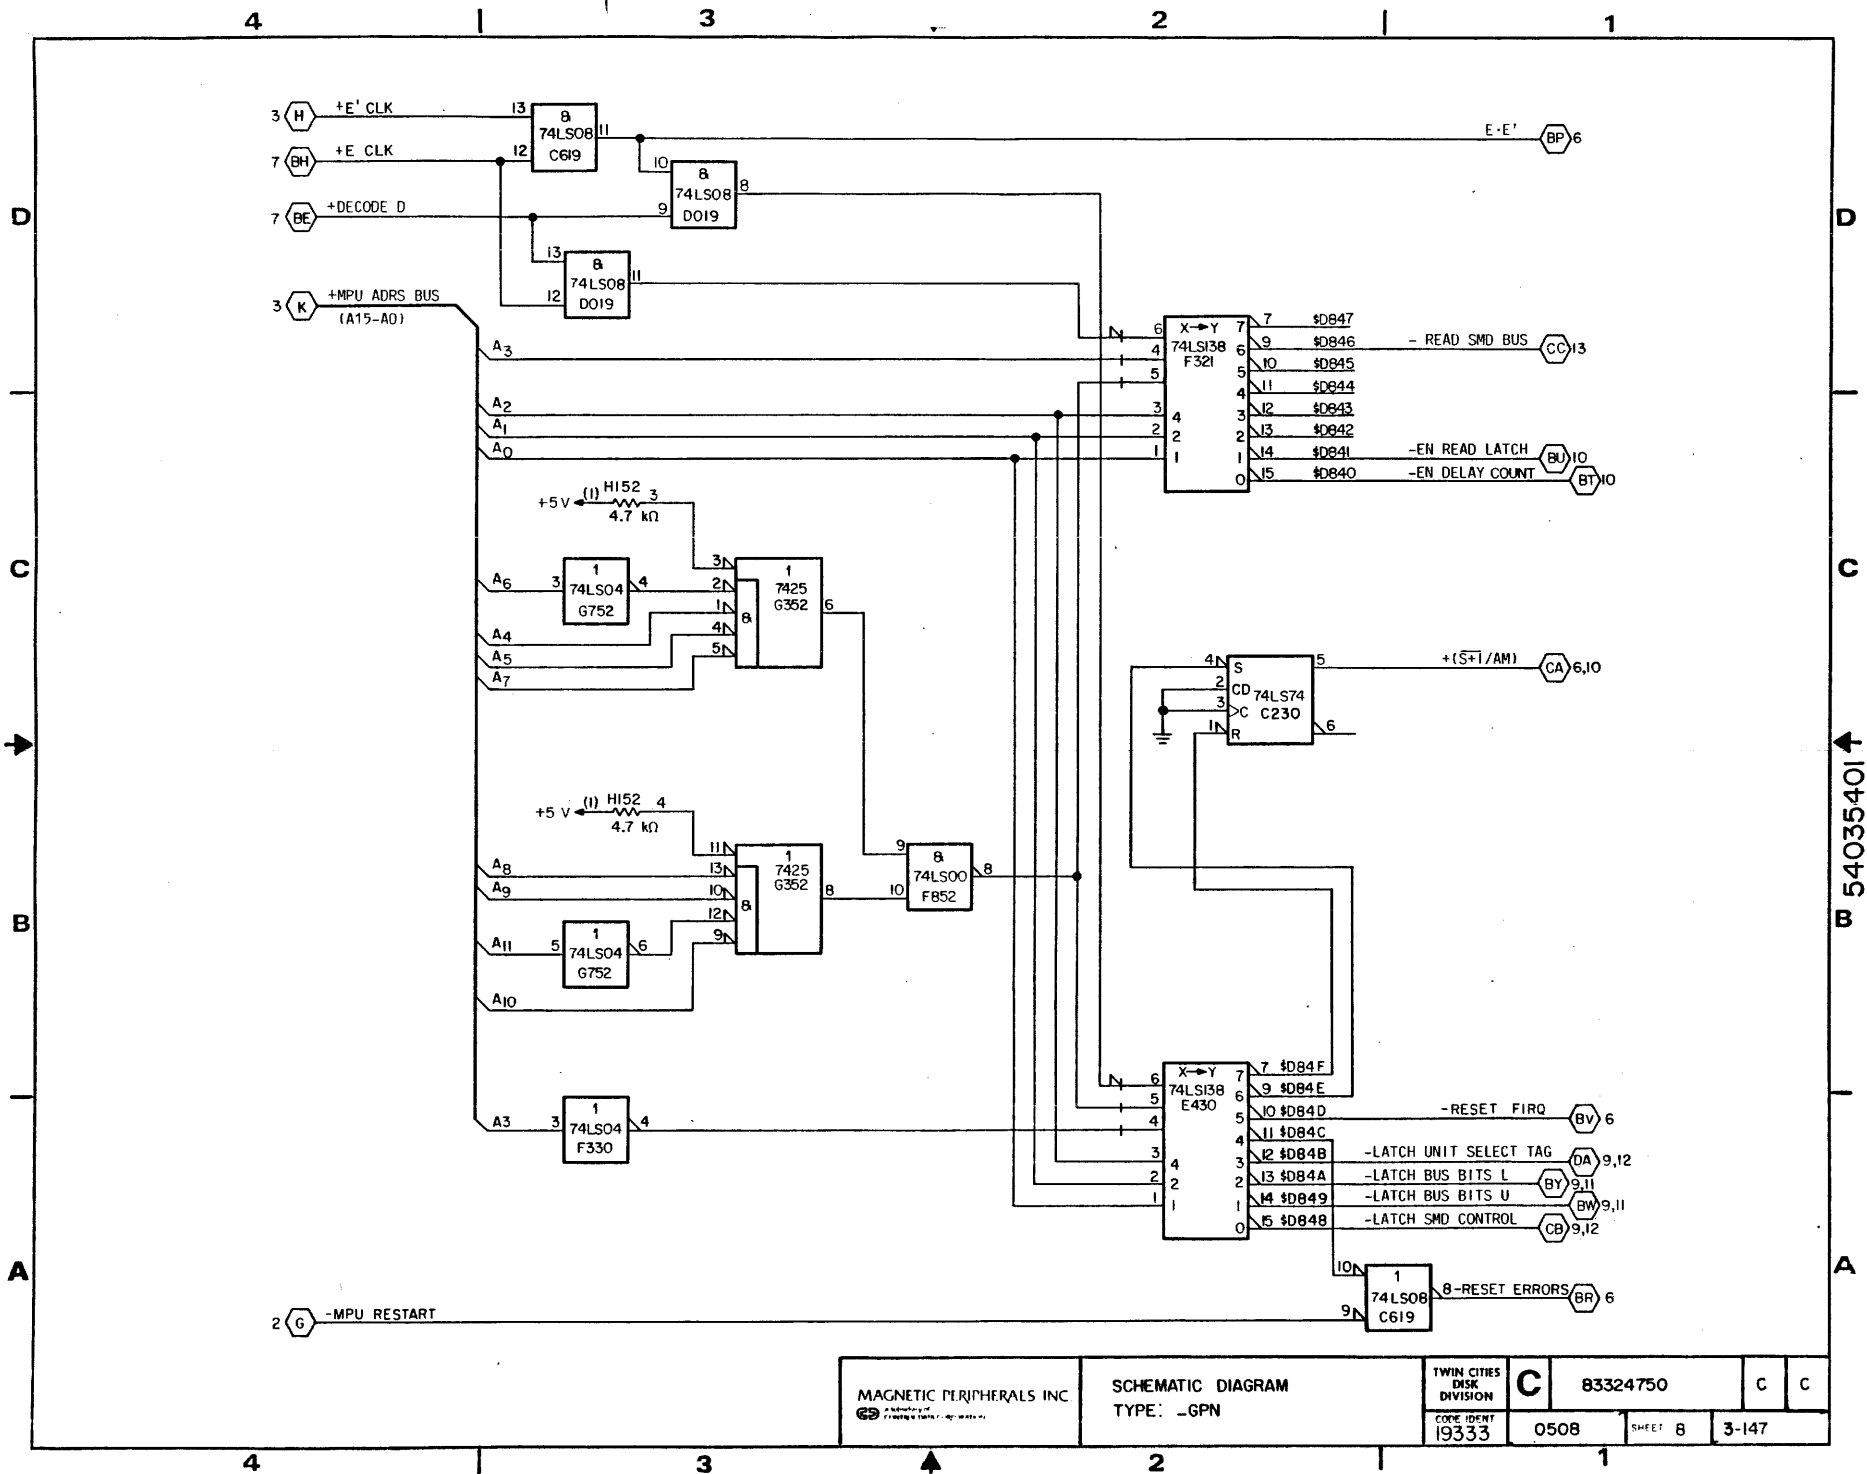 4 3 2 1
3 H +E' CLK 13
&
74LS08
C619
11
E·E' BP 6
7 BH +E CLK 12
10
&
74LS08
D019
8
7 BE +DECODE D 9
D D
13
&
74LS08
D019
11
12
3 K +MPU ADRS BUS
(A15-A0)
6 X→Y 7 7 $D847
4 74LS138 6 9 $D846 - READ SMD BUS CC 13
F321
A3
5 5 10 $D845
4 11 $D844
A2 3 4 3 12 $D843
A1 2 2 2 13 $D842
A0 1 1 1 14 $D841 -EN READ LATCH BU 10
0 15 $D840 -EN DELAY COUNT BT 10
+5V (1) H152 3
4.7 kΩ
C C
3 1
7425
G352
6
A6 3 1
74LS04
G752
4 2
&
A4 1
A5 4
A7 5
4 S 5 +(S+I/AM) CA 6,10
2 CD 74LS74
3 C C230
1 R 6
54035401
+5 V (1) H152 4
4.7 kΩ
11 1
7425
G352
8
A8 13
A9 10 &
12
9
9 &
74LS00
F852
8
10
B B
A11 5 1
74LS04
G752
6
A10
6 X→Y 7 7 $D84F
74LS138 6 9 $D84E
5 E430 5 10 $D84D -RESET FIRQ BV 6
A3 3 1
74LS04
F330
4
4 4 11 $D84C
3 4 3 12 $D84B -LATCH UNIT SELECT TAG DA 9,12
2 2 2 13 $D84A -LATCH BUS BITS L BY 9,11
1 1 1 14 $D849 -LATCH BUS BITS U BW 9,11
0 15 $D848 -LATCH SMD CONTROL CB 9,12
A A
10 1
74LS08
C619
8 -RESET ERRORS BR 6
2 G -MPU RESTART 9
MAGNETIC PERIPHERALS INC.
SCHEMATIC DIAGRAM
TYPE: _GPN
TWIN CITIES
DISK
DIVISION
C 83324750 C C
CODE IDENT
19333
0508 SHEET 8 3-147
4 3 2 1